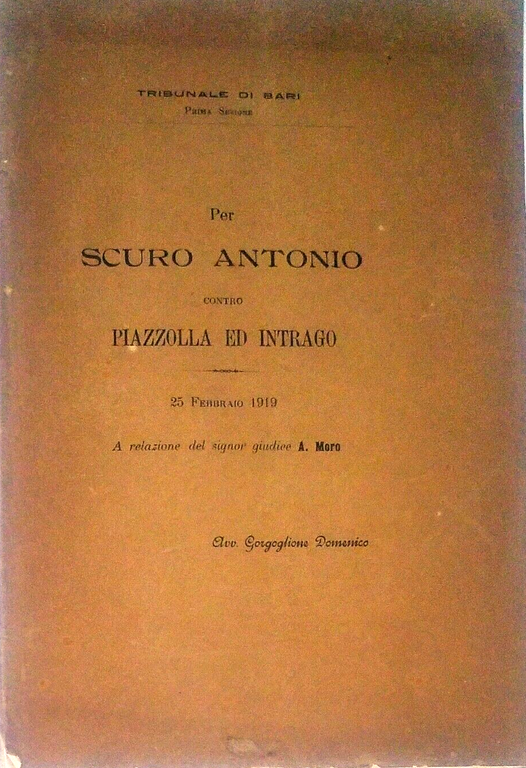 TRIBUNALE DI BARI
PRIMA SEZIONE
Per
SCURO ANTONIO
CONTRO
PIAZZOLLA ED INTRAGO
25 FEBBRAIO 1919
A relazione del signor giudice A. Moro
Avv. Gorgoglione Domenico